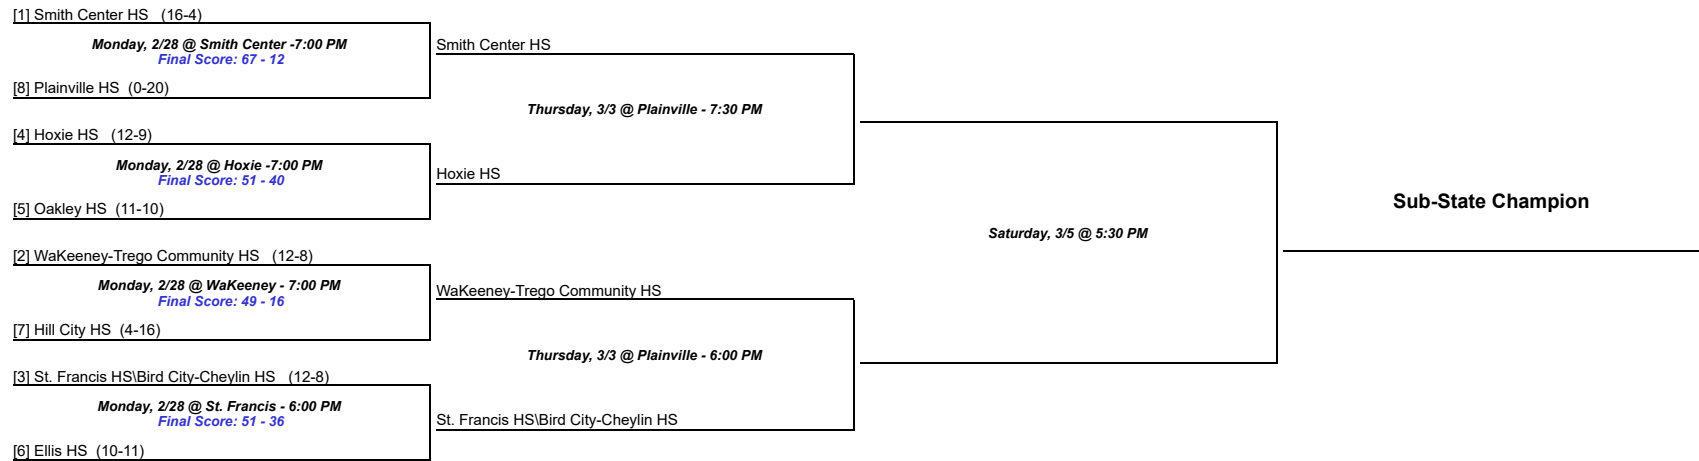 [1] Smith Center HS (16-4)
Monday, 2/28 @ Smith Center -7:00 PM
Final Score: 67 - 12
[8] Plainville HS (0-20)
[4] Hoxie HS (12-9)
Monday, 2/28 @ Hoxie -7:00 PM
Final Score: 51 - 40
[5] Oakley HS (11-10)
[2] WaKeeney-Trego Community HS (12-8)
Monday, 2/28 @ WaKeeney - 7:00 PM
Final Score: 49 - 16
[7] Hill City HS (4-16)
[3] St. Francis HS\Bird City-Cheylin HS (12-8)
Monday, 2/28 @ St. Francis - 6:00 PM
Final Score: 51 - 36
[6] Ellis HS (10-11)
Smith Center HS
Thursday, 3/3 @ Plainville - 7:30 PM
Hoxie HS
WaKeeney-Trego Community HS
Thursday, 3/3 @ Plainville - 6:00 PM
St. Francis HS\Bird City-Cheylin HS
Saturday, 3/5 @ 5:30 PM
Sub-State Champion